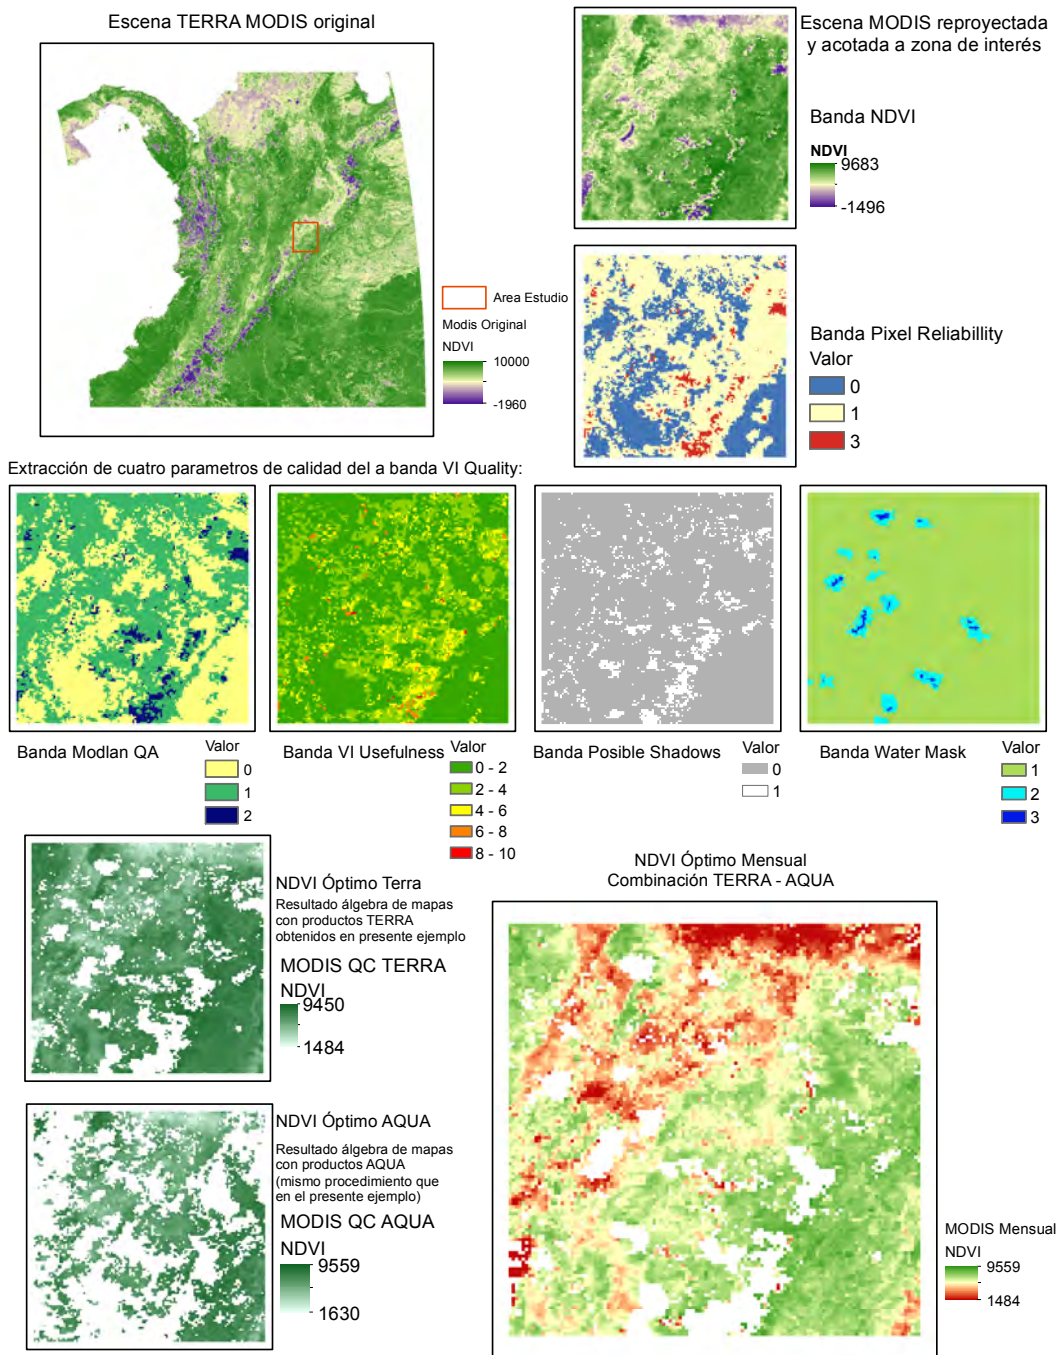 Escena TERRA MODIS original
Escena MODIS reproyectada
y acotada a zona de interés
Banda NDVI
NDVI
9683
-1496
Area Estudio
Modis Original
NDVI
10000
-1960
Banda Pixel Reliabillity
Valor
0
1
3
Extracción de cuatro parametros de calidad del a banda VI Quality:
Banda Modlan QA
Valor
0
1
2
Banda VI Usefulness
Valor
0 - 2
2 - 4
4 - 6
6 - 8
8 - 10
Banda Posible Shadows
Valor
0
1
Banda Water Mask
Valor
1
2
3
NDVI Óptimo Terra
Resultado álgebra de mapas
con productos TERRA
obtenidos en presente ejemplo
MODIS QC TERRA
NDVI
9450
1484
NDVI Óptimo AQUA
Resultado álgebra de mapas
con productos AQUA
(mismo procedimiento que
en el presente ejemplo)
MODIS QC AQUA
NDVI
9559
1630
NDVI Óptimo Mensual
Combinación TERRA - AQUA
MODIS Mensual
NDVI
9559
1484